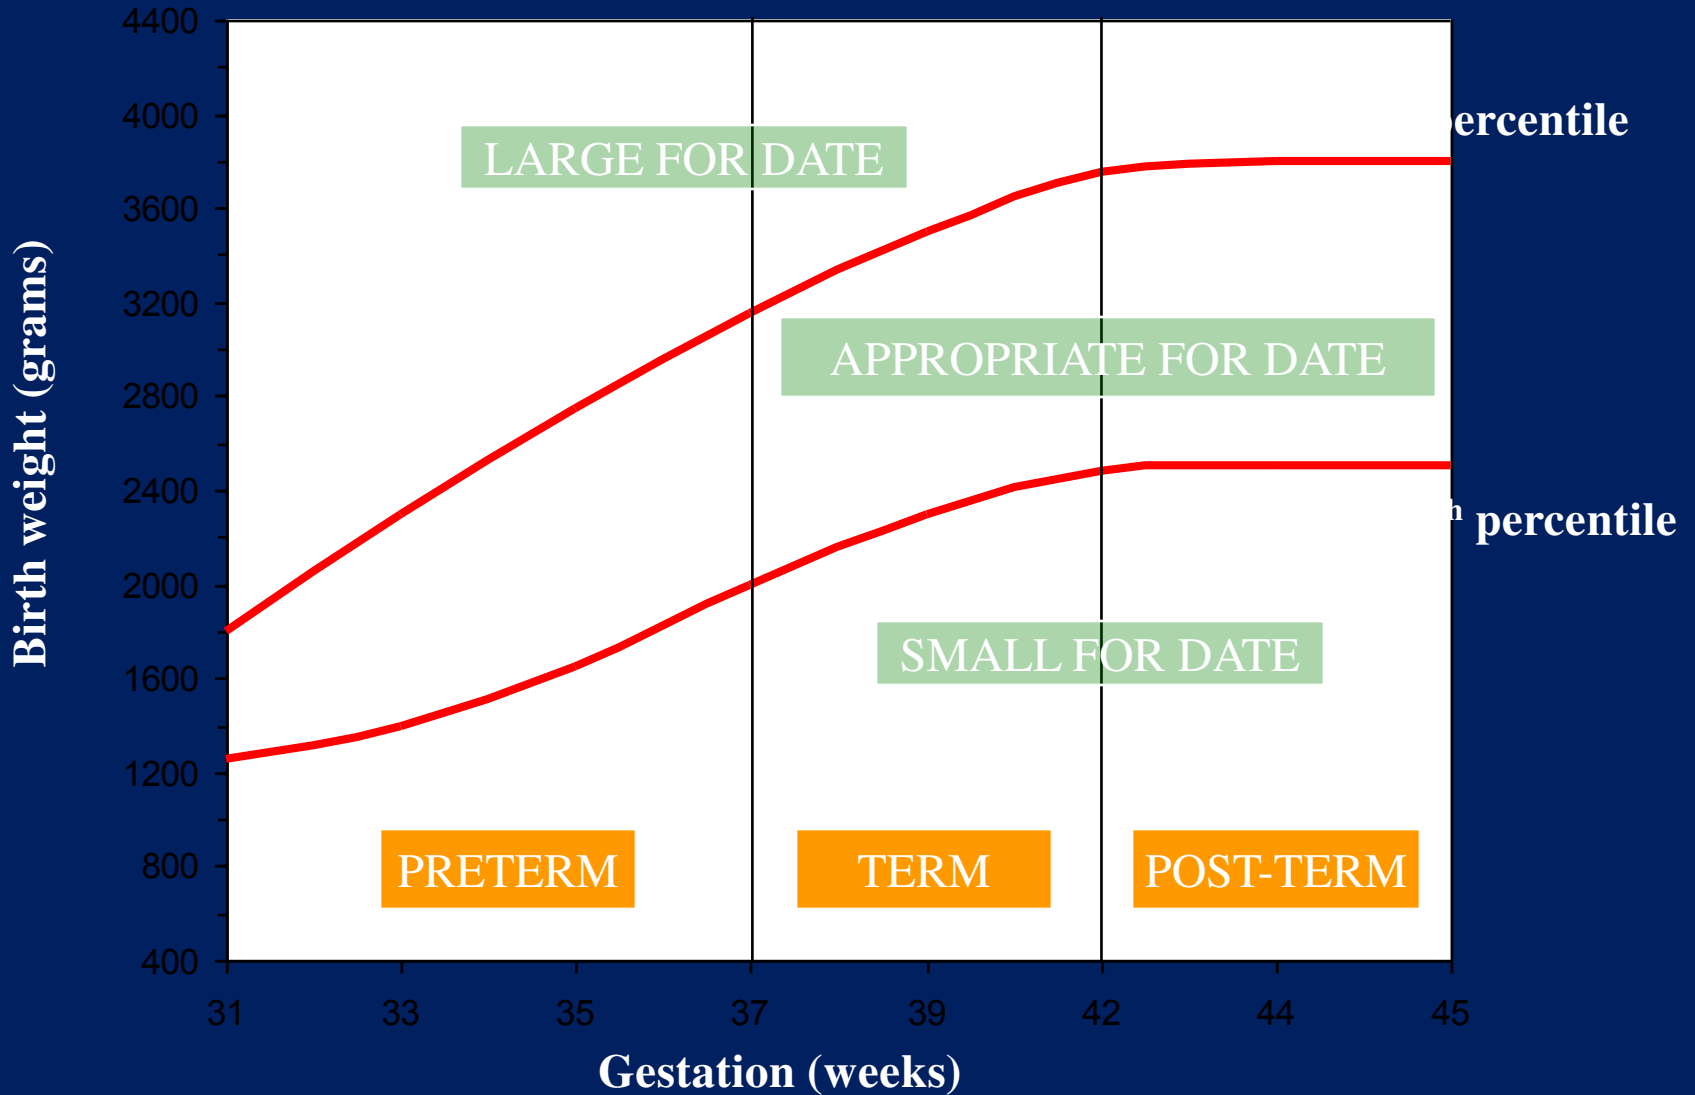 4400
4000
3600
3200
2800
2400
2000
1600
1200
800
400
Birth weight (grams)
percentile
LARGE FOR DATE
APPROPRIATE FOR DATE
percentile
SMALL FOR DATE
PRETERM TERM POST-TERM
31 33 35 37 39 42 44 45
Gestation (weeks)